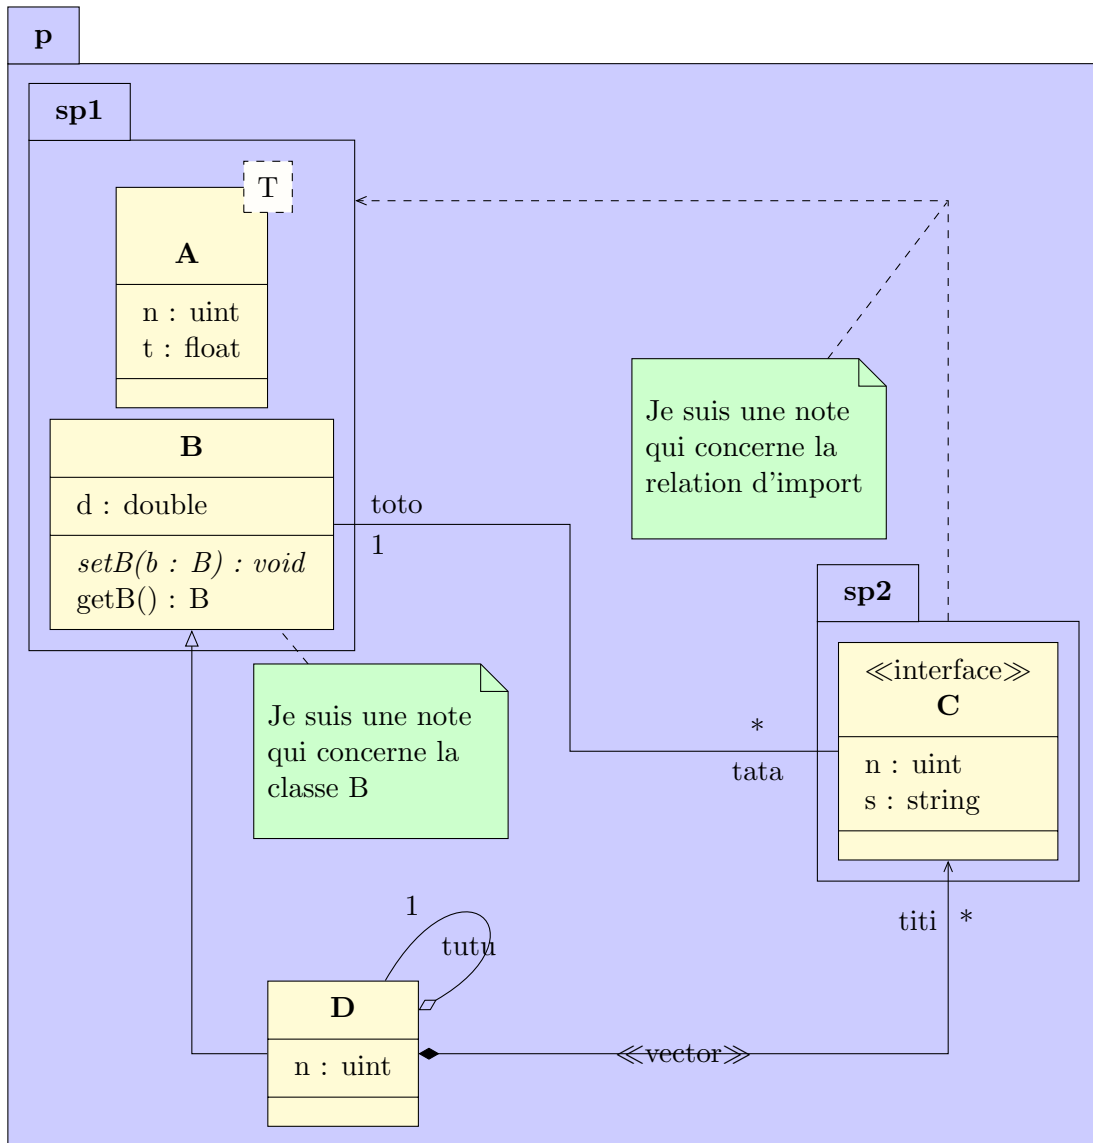 p
sp1
T
A
n : uint
t : float
B
d : double
setB(b : B) : void
getB() : B
toto
1
Je suis une note
qui concerne la
relation d'import
sp2
≪interface≫
C
n : uint
s : string
*
tata
Je suis une note
qui concerne la
classe B
titi
*
1
tutu
D
n : uint
≪vector≫